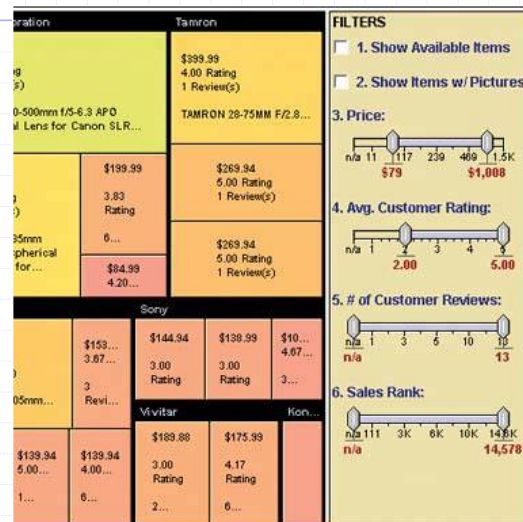 oration
Tamron
g
(s)
0-500mm f/5-6.3 APO
al Lens for Canon SLR...
$399.99
4.00 Rating
1 Review(s)
TAMRON 28-75MM F/2.8...
$199.99
3.83
Rating
6...
$269.94
5.00 Rating
1 Review(s)
)
35mm
spherical
for...
$84.99
4.20...
$269.94
5.00 Rating
1 Review(s)
Sony
$153...
3.67...
3
Revi...
$144.94
3.00
Rating
$138.99
3.00
Rating
$10...
4.67...
3...
)
05mm...
Vivitar
Kon...
$139.94
5.00...
1...
$139.94
4.00...
6...
$189.88
3.00
Rating
2...
$175.99
4.17
Rating
6...
FILTERS
1. Show Available Items
2. Show Items w/ Pictures
3. Price:
n/a 11 117 239 469 1.5K
$79 $1,008
4. Avg. Customer Rating:
n/a 1 2 3 4 5
2.00 5.00
5. # of Customer Reviews:
n/a 1 3 5 10 13
n/a 13
6. Sales Rank:
n/a 111 3K 6K 10K 14,8K
n/a 14,578